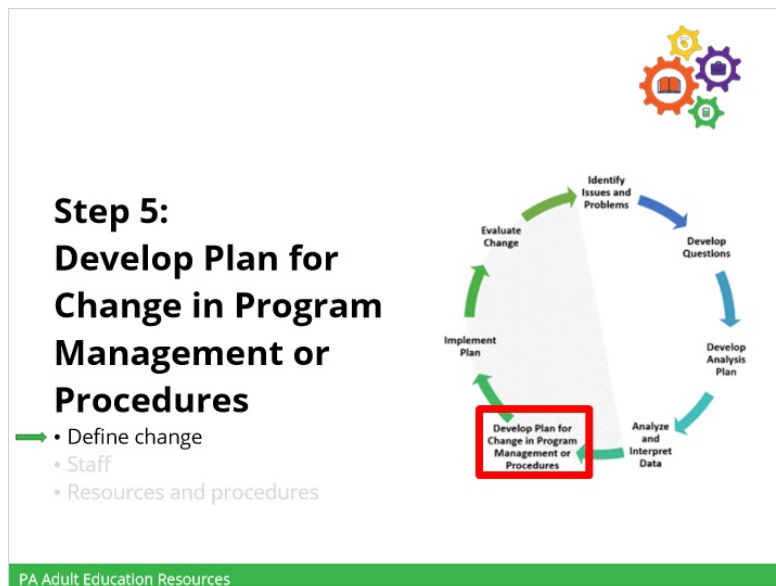 Step 5:
Develop Plan for
Change in Program
Management or
Procedures
• Define change
• Staff
• Resources and procedures
Identify
Issues and
Problems
Develop
Questions
Develop
Analysis
Plan
Analyze
and
Interpret
Data
Develop Plan for
Change in Program
Management or
Procedures
Implement
Plan
Evaluate
Change
PA Adult Education Resources